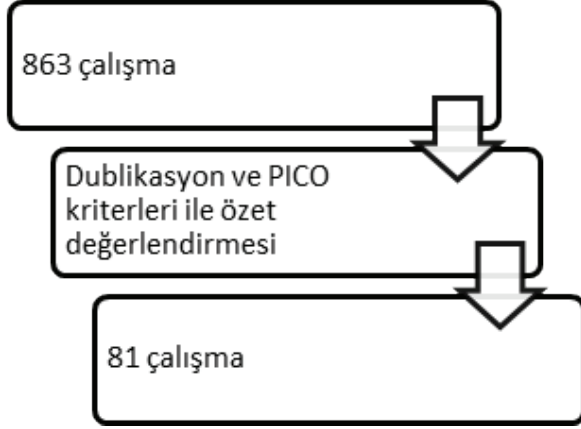 863 çalışma
Dublikasyon ve PICO
kriterleri ile özet
değerlendirmesi
81 çalışma